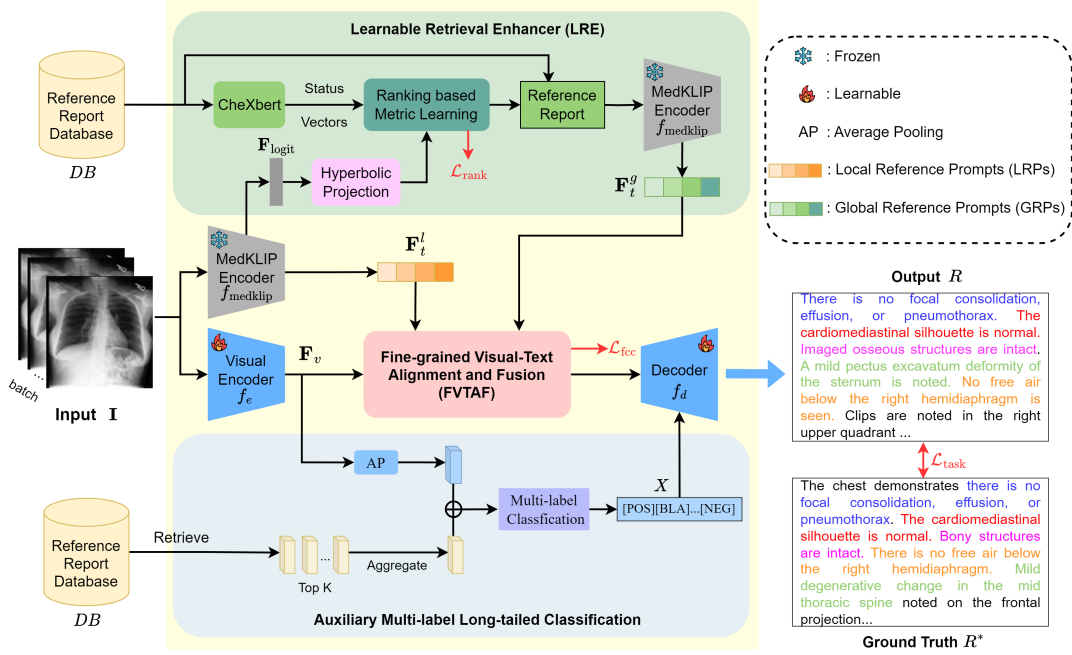 Learnable Retrieval Enhancer (LRE)
Reference
Report
Database
DB
CheXbert
Status
Vectors
Ranking based
Metric Learning
Reference
Report
MedKLIP
Encoder
f_medklip
F_logit
Hyperbolic
Projection
L_rank
F_t^g
: Frozen
: Learnable
AP : Average Pooling
: Local Reference Prompts (LRPs)
: Global Reference Prompts (GRPs)
MedKLIP
Encoder
f_medklip
F_t^l
...
batch
Input I
Visual
Encoder
f_e
F_v
Fine-grained Visual-Text
Alignment and Fusion
(FVTAF)
L_fcc
Decoder
f_d
Output R
There is no focal consolidation,
effusion, or pneumothorax. The
cardiomediastinal silhouette is normal.
Imaged osseous structures are intact.
A mild pectus excavatum deformity of
the sternum is noted. No free air
below the right hemidiaphragm is
seen. Clips are noted in the right
upper quadrant ...
L_task
The chest demonstrates there is no
focal consolidation, effusion, or
pneumothorax. The cardiomediastinal
silhouette is normal. Bony structures
are intact. There is no free air below
the right hemidiaphragm. Mild
degenerative change in the mid
thoracic spine noted on the frontal
projection...
Ground Truth R*
AP
Multi-label
Classfication
X
[POS][BLA]...[NEG]
Reference
Report
Database
DB
Retrieve
...
Top K
Aggregate
Auxiliary Multi-label Long-tailed Classification